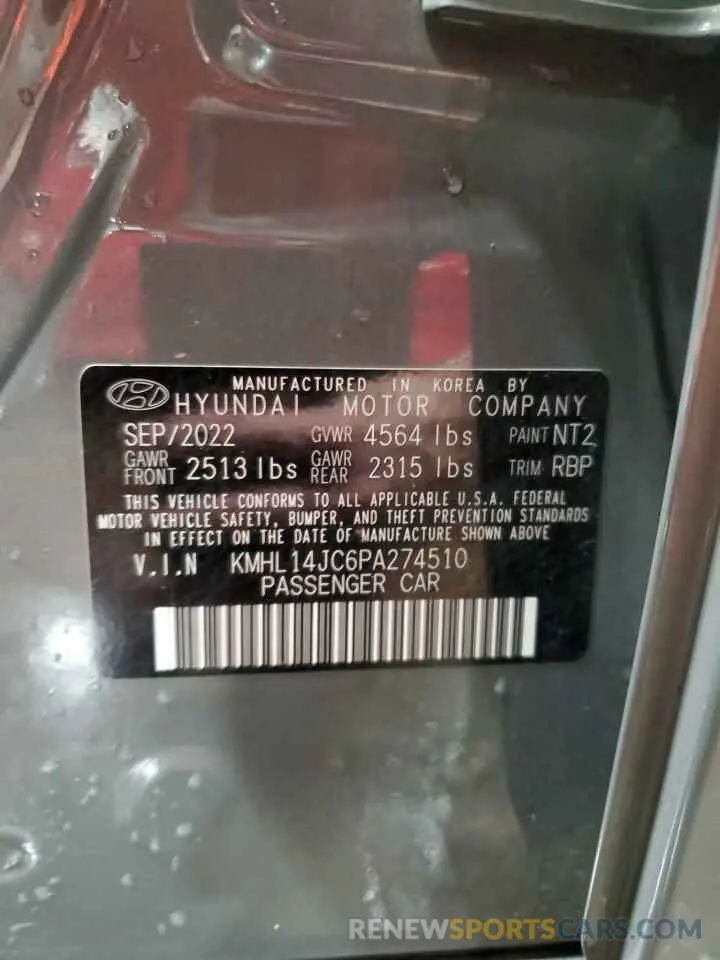 MANUFACTURED IN KOREA BY
HYUNDAI MOTOR COMPANY
SEP/2022 GVWR 4564 lbs PAINT NT2
GAWR FRONT 2513 lbs GAWR REAR 2315 lbs TRIM RBP
THIS VEHICLE CONFORMS TO ALL APPLICABLE U.S.A. FEDERAL
MOTOR VEHICLE SAFETY, BUMPER, AND THEFT PREVENTION STANDARDS
IN EFFECT ON THE DATE OF MANUFACTURE SHOWN ABOVE
V.I.N KMHL14JC6PA274510
PASSENGER CAR
RENEWSPORTSCARS.COM